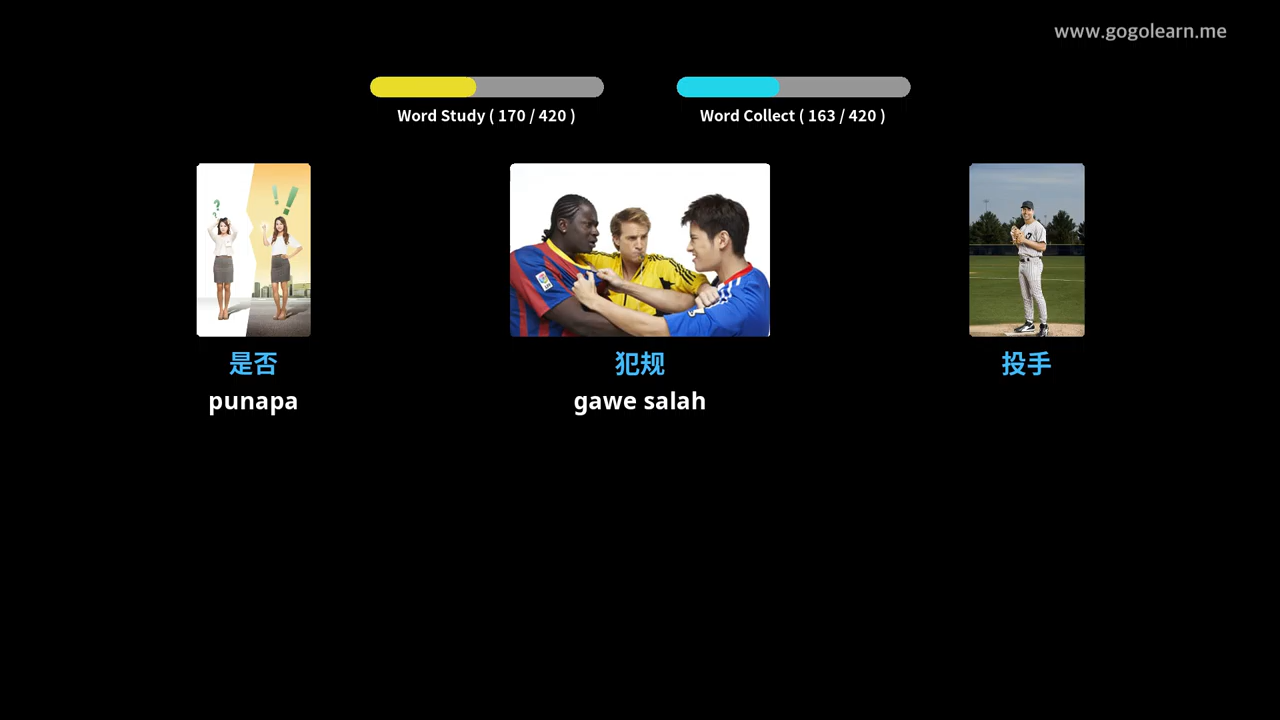 www.gogolearn.me
Word Study ( 170 / 420 )
Word Collect ( 163 / 420 )
是否
犯规
投手
punapa
gawe salah